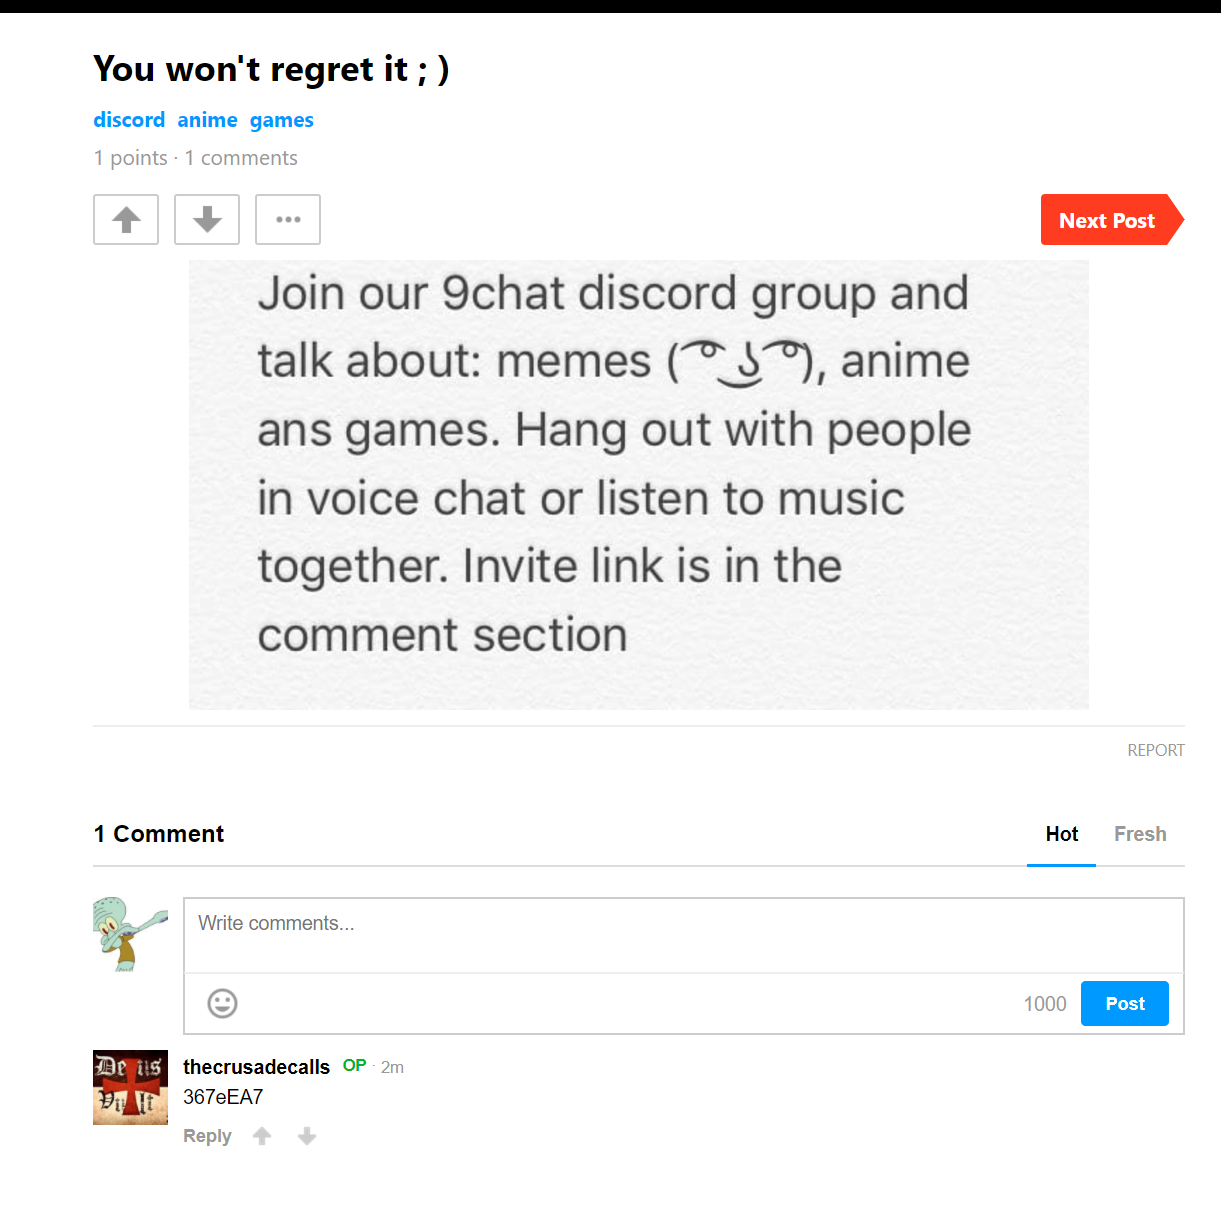 You won't regret it ; )
discord anime games
1 points · 1 comments
Next Post
Join our 9chat discord group and
talk about: memes ( ͡° ͜ʖ ͡°), anime
ans games. Hang out with people
in voice chat or listen to music
together. Invite link is in the
comment section
REPORT
1 Comment Hot Fresh
Write comments...
1000 Post
Deus
Vult
thecrusadecalls OP · 2m
367eEA7
Reply